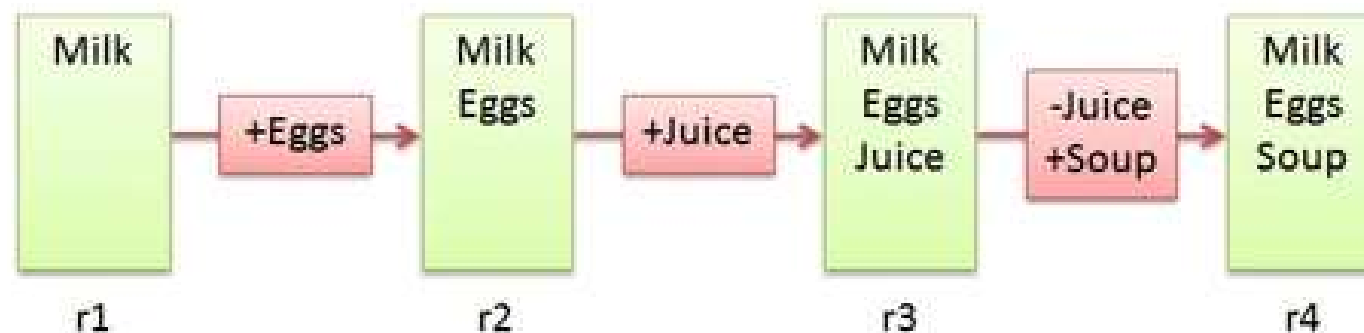 Milk
+Eggs
Milk
Eggs
+Juice
Milk
Eggs
Juice
-Juice
+Soup
Milk
Eggs
Soup
r1
r2
r3
r4